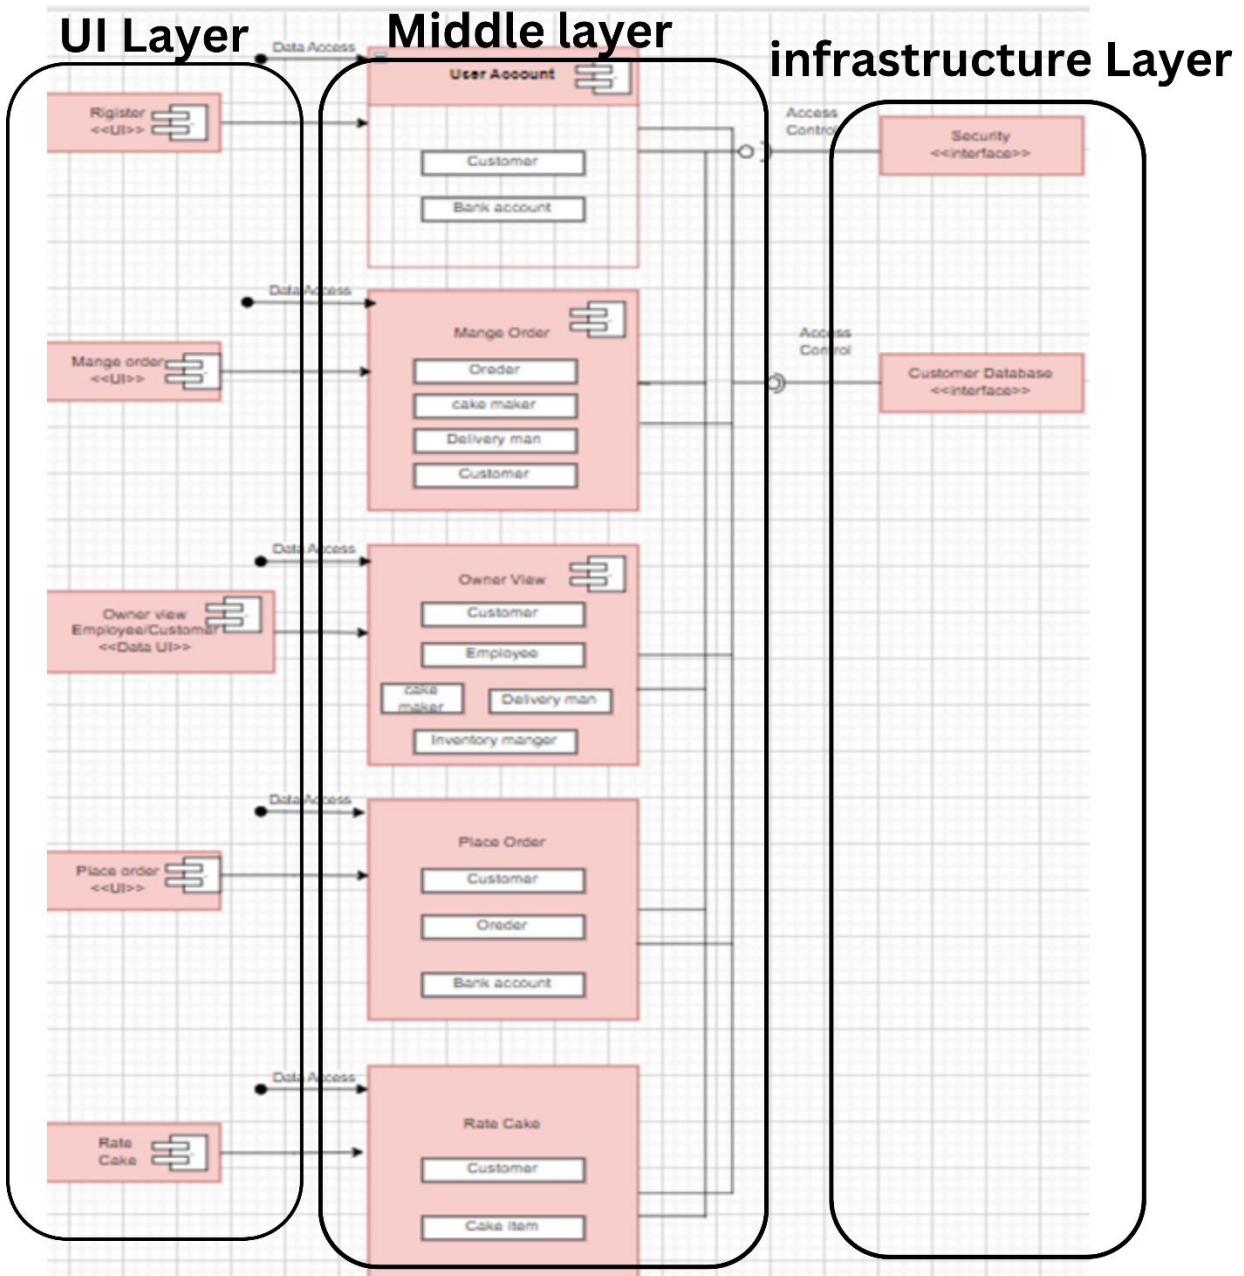 UI Layer
Middle layer
infrastructure Layer
Data Access
User Account
Rigister
<<UI>>
Customer
Bank account
Access
Control
Security
<<interface>>
Data Access
Mange Order
Mange order
<<UI>>
Oreder
cake maker
Delivery man
Customer
Access
Control
Customer Database
<<interface>>
Data Access
Owner View
Owner view
Employee/Customer
<<Data UI>>
Customer
Employee
cake
maker
Delivery man
Inventory manger
Data Access
Place Order
Place order
<<UI>>
Customer
Oreder
Bank account
Data Access
Rate Cake
Rate
Cake
Customer
Cake item